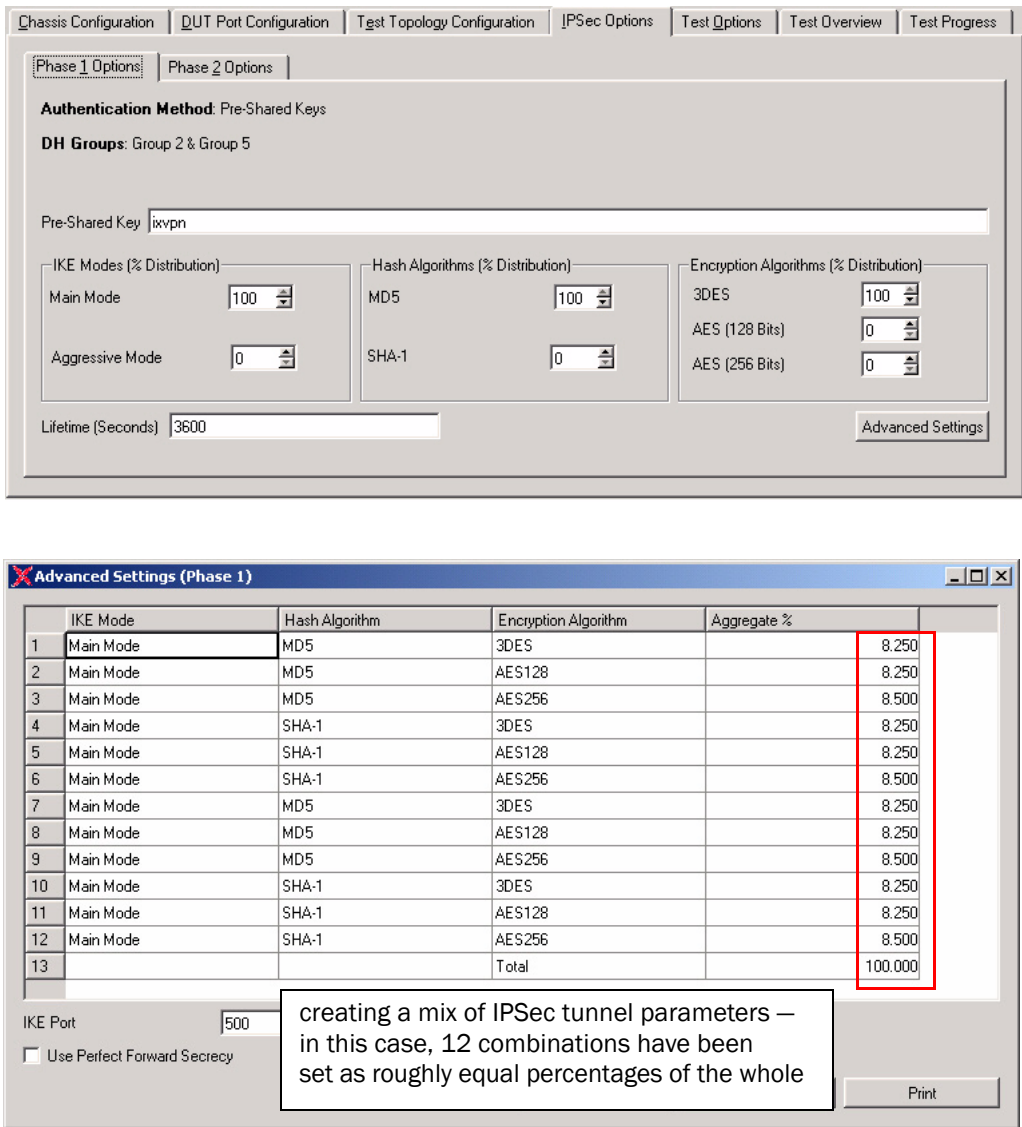 Chassis Configuration DUT Port Configuration Test Topology Configuration IPSec Options Test Options Test Overview Test Progress
Phase 1 Options Phase 2 Options
Authentication Method: Pre-Shared Keys
DH Groups: Group 2 & Group 5
Pre-Shared Key ixvpn
IKE Modes (% Distribution) Hash Algorithms (% Distribution) Encryption Algorithms (% Distribution)
Main Mode 100 MD5 100 3DES 100
AES (128 Bits) 0
Aggressive Mode 0 SHA-1 0 AES (256 Bits) 0
Lifetime (Seconds) 3600 Advanced Settings
Advanced Settings (Phase 1)
IKE Mode Hash Algorithm Encryption Algorithm Aggregate %
1 Main Mode MD5 3DES 8.250
2 Main Mode MD5 AES128 8.250
3 Main Mode MD5 AES256 8.500
4 Main Mode SHA-1 3DES 8.250
5 Main Mode SHA-1 AES128 8.250
6 Main Mode SHA-1 AES256 8.500
7 Main Mode MD5 3DES 8.250
8 Main Mode MD5 AES128 8.250
9 Main Mode MD5 AES256 8.500
10 Main Mode SHA-1 3DES 8.250
11 Main Mode SHA-1 AES128 8.250
12 Main Mode SHA-1 AES256 8.500
13 Total 100.000
IKE Port 500
Use Perfect Forward Secrecy
creating a mix of IPSec tunnel parameters —
in this case, 12 combinations have been
set as roughly equal percentages of the whole
Print